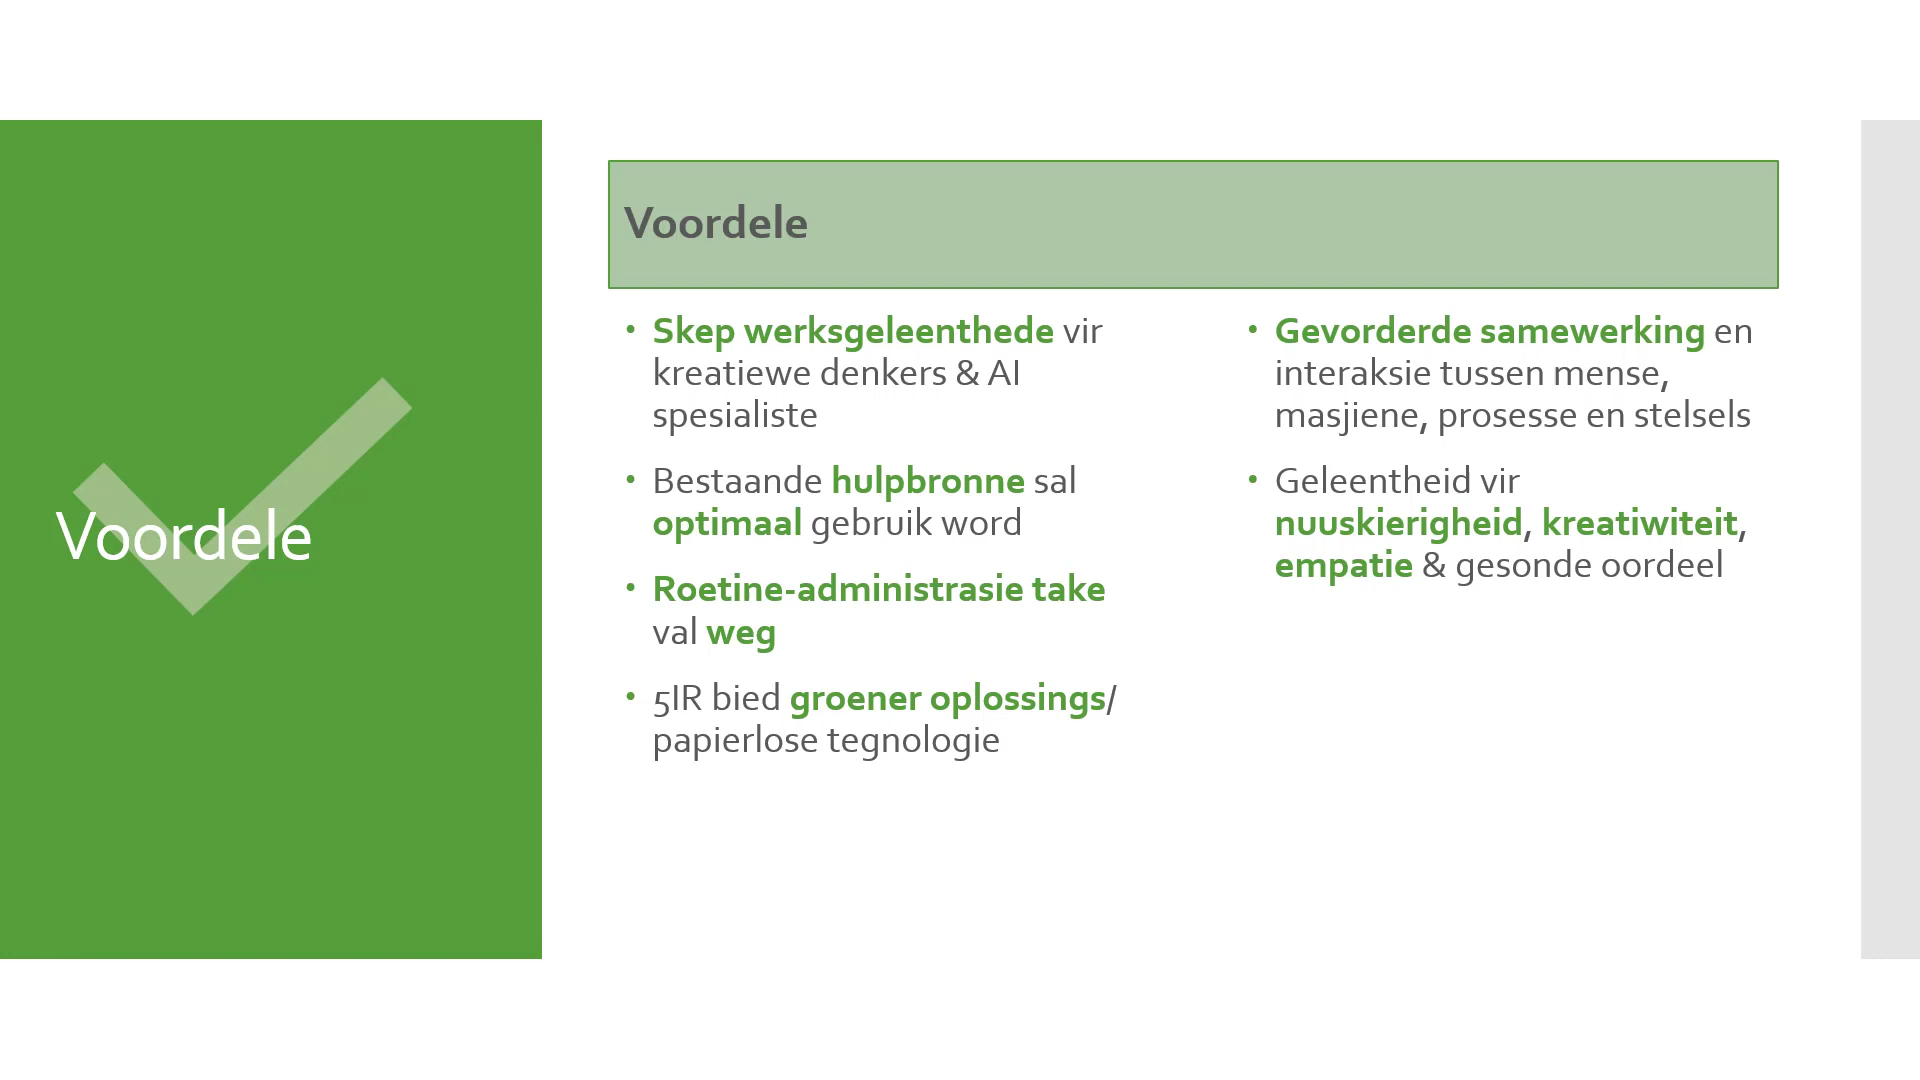 Voordele
Voordele
• Skep werksgeleenthede vir
kreatiewe denkers & AI
spesialiste
• Bestaande hulpbronne sal
optimaal gebruik word
• Roetine-administrasie take
val weg
• 5IR bied groener oplossings/
papierlose tegnologie
• Gevorderde samewerking en
interaksie tussen mense,
masjiene, prosesse en stelsels
• Geleentheid vir
nuuskierigheid, kreatiwiteit,
empatie & gesonde oordeel